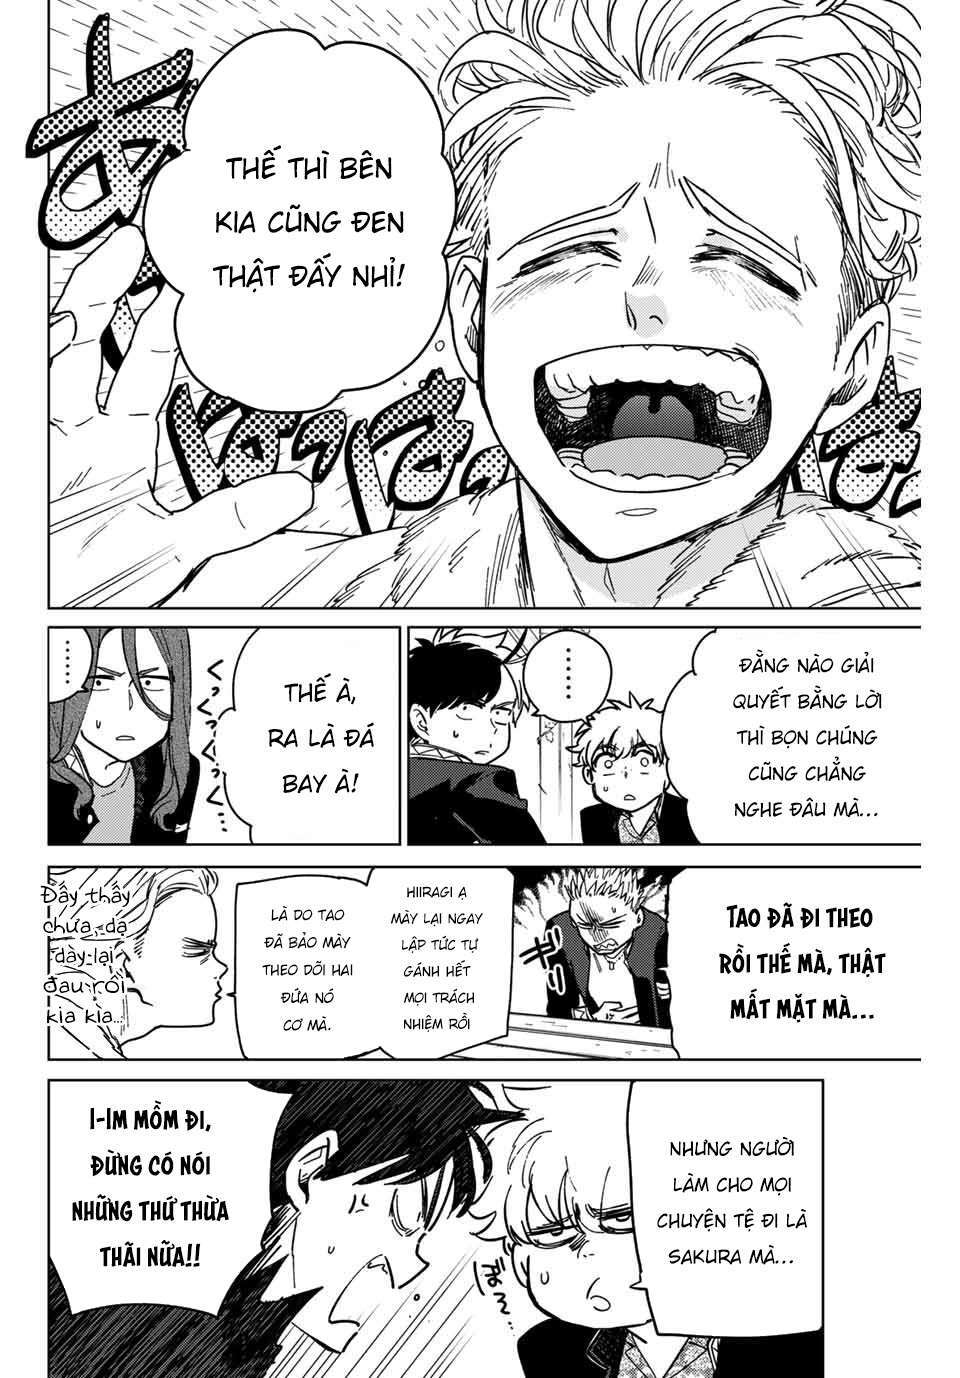 THẾ THÌ BÊN
KIA CŨNG ĐEN
THẬT ĐẤY NHỈ!
ĐẰNG NÀO GIẢI
QUYẾT BẰNG LỜI
THÌ BỌN CHÚNG
CŨNG CHẲNG
NGHE ĐÂU MÀ...
THẾ À,
RA LÀ ĐÁ
BAY À!
TAO ĐÃ ĐI THEO
RỒI THẾ MÀ, THẬT
MẤT MẶT MÀ...
HIIRAGI Ạ
MÀY LẠI NGAY
LẬP TỨC TỰ
GÁNH HẾT
MỌI TRÁCH
NHIỆM RỒI
LÀ DO TAO
ĐÃ BẢO MÀY
THEO DÕI HAI
ĐỨA NÓ
CƠ MÀ.
Đấy thấy
chưa, dạ
dày lại
đau rồi
kìa kìa...
NHƯNG NGƯỜI
LÀM CHO MỌI
CHUYỆN TỆ ĐI LÀ
SAKURA MÀ...
I-IM MỒM ĐI,
ĐỪNG CÓ NÓI
NHỮNG THỨ THỪA
THÃI NỮA!!